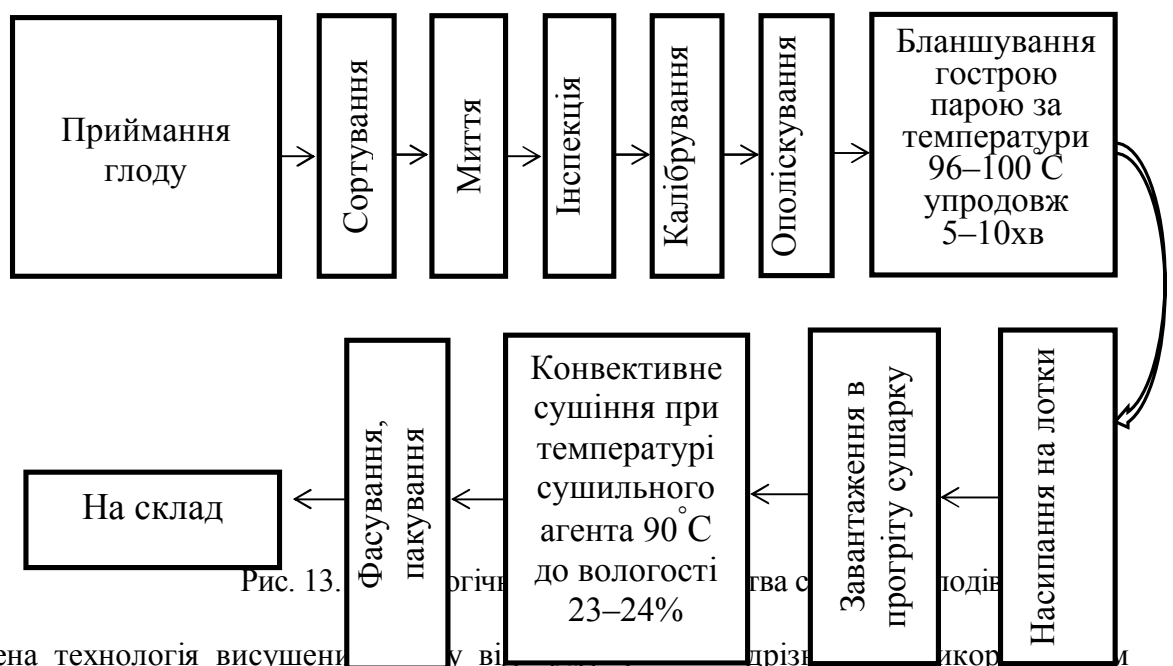 Приймання
глоду
Сортування
Миття
Інспекція
Калібрування
Ополіскування
Бланшування
гострою
парою за
температури
96–100°С
упродовж
5–10хв
Насипання на лотки
Завантаження в
прогріту сушарку
Конвективне
сушіння при
температурі
сушильного
агента 90°С
до вологості
23–24%
Фасування,
пакування
На склад
Рис. 13.
технологія